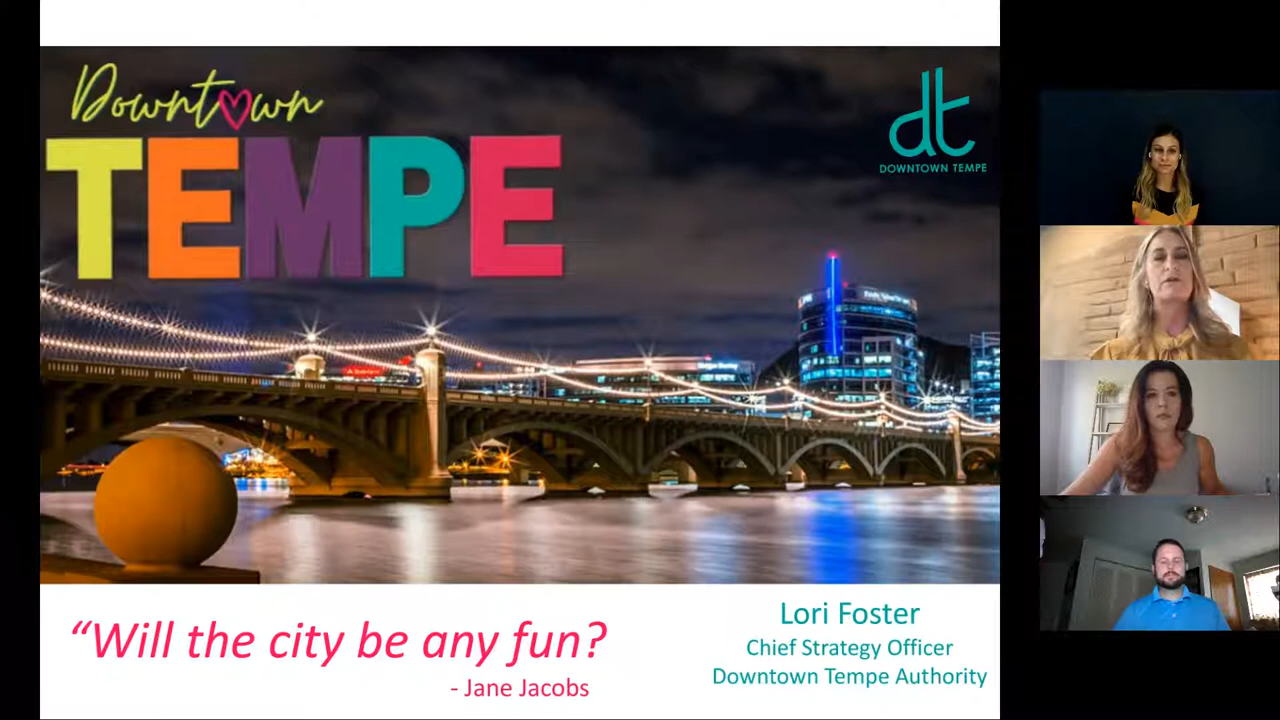 Downtown
TEMPE
dt
DOWNTOWN TEMPE
“Will the city be any fun?
- Jane Jacobs
Lori Foster
Chief Strategy Officer
Downtown Tempe Authority